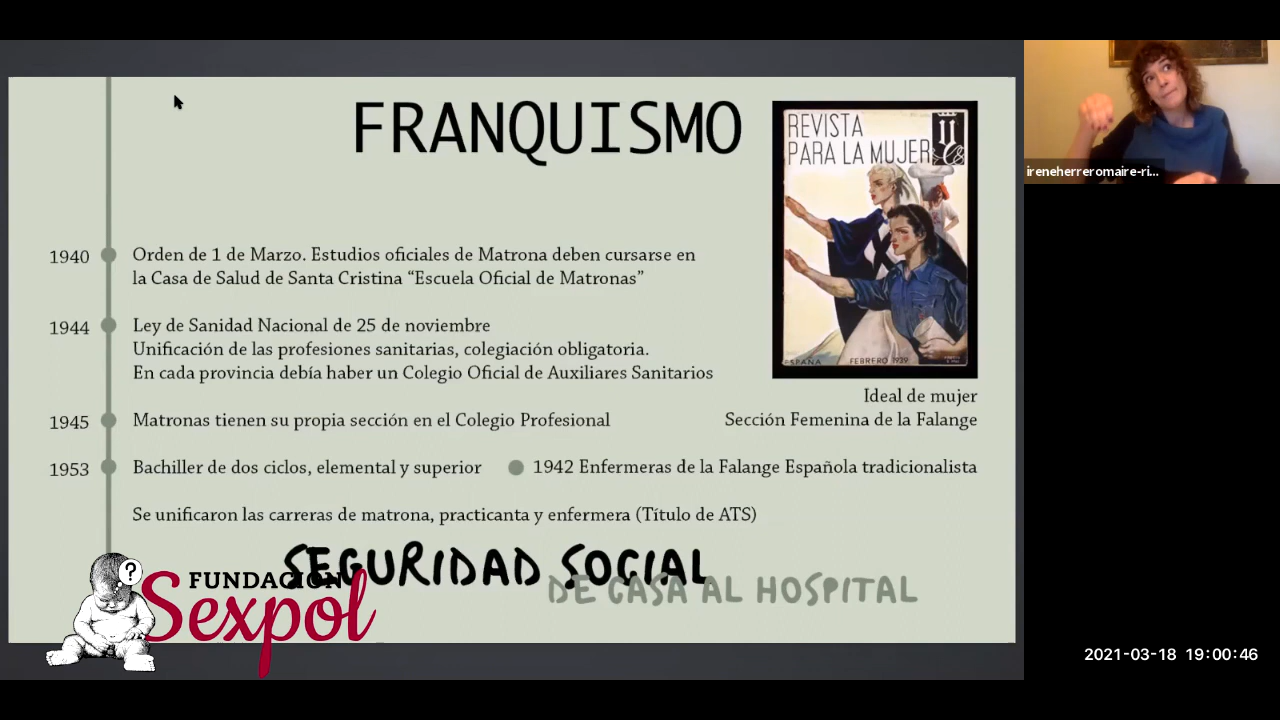 FRANQUISMO
REVISTA
PARA LA MUJER
ESPAÑA FEBRERO 1939
1940
Orden de 1 de Marzo. Estudios oficiales de Matrona deben cursarse en
la Casa de Salud de Santa Cristina “Escuela Oficial de Matronas”
1944
Ley de Sanidad Nacional de 25 de noviembre
Unificación de las profesiones sanitarias, colegiación obligatoria.
En cada provincia debía haber un Colegio Oficial de Auxiliares Sanitarios
Ideal de mujer
Sección Femenina de la Falange
1945
Matronas tienen su propia sección en el Colegio Profesional
1953
Bachiller de dos ciclos, elemental y superior
1942 Enfermeras de la Falange Española tradicionalista
Se unificaron las carreras de matrona, practicanta y enfermera (Título de ATS)
SEGURIDAD SOCIAL
DE CASA AL HOSPITAL
?
FUNDACIÓN
Sexpol
ireneherreromaire-ri...
2021-03-18 19:00:46